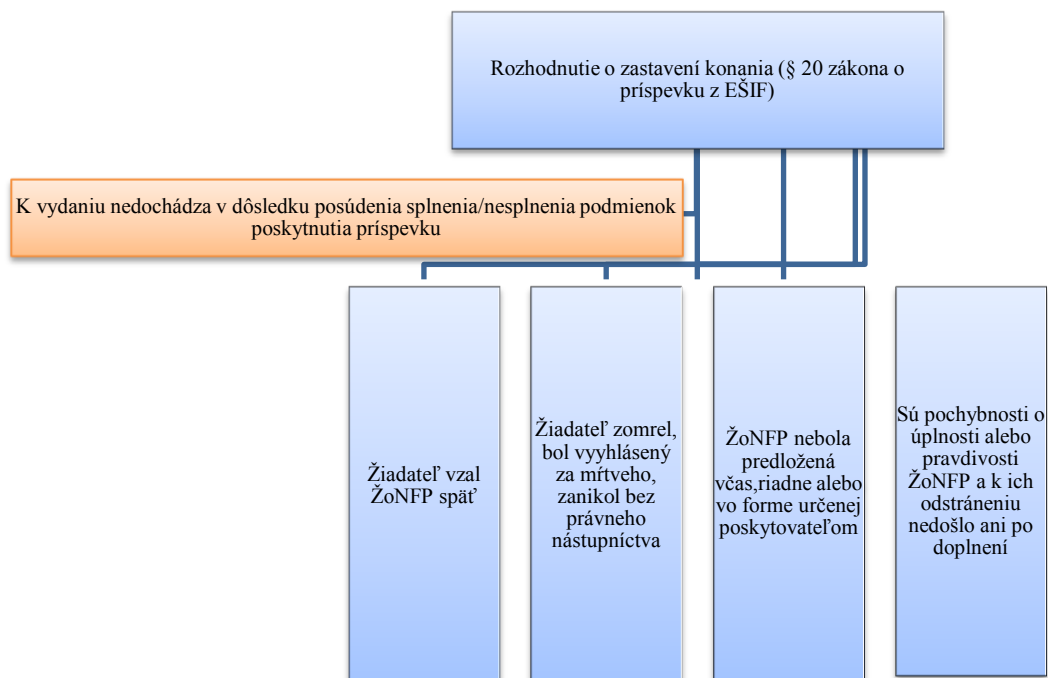 Rozhodnutie o zastavení konania (§ 20 zákona o
príspevku z EŠIF)
K vydaniu nedochádza v dôsledku posúdenia splnenia/nesplnenia podmienok
poskytnutia príspevku
Žiadateľ vzal
ŽoNFP späť
Žiadateľ zomrel,
bol vyyhlásený
za mŕtveho,
zanikol bez
právneho
nástupníctva
ŽoNFP nebola
predložená
včas,riadne alebo
vo forme určenej
poskytovateľom
Sú pochybnosti o
úplnosti alebo
pravdivosti
ŽoNFP a k ich
odstráneniu
nedošlo ani po
doplnení